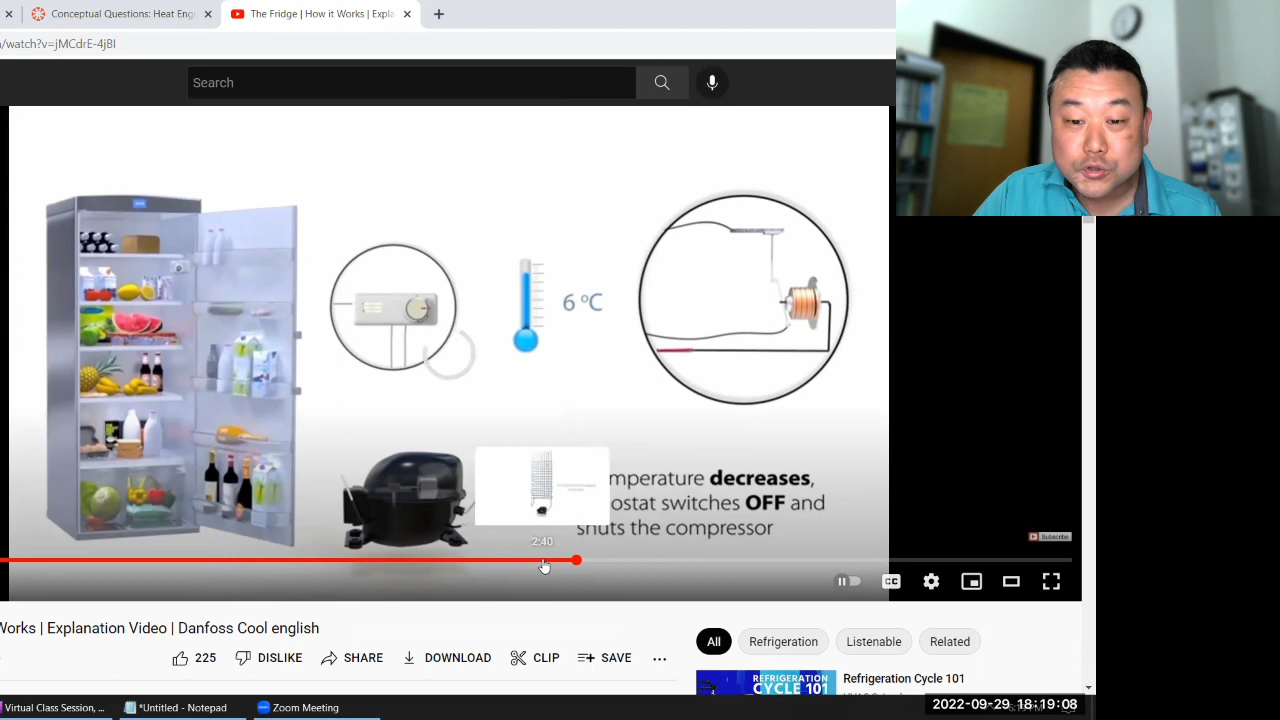 Conceptual Questions: Heat Eng
The Fridge | How it Works | Expla
/watch?v=jMCdrE-4jBI
Search
6 ºC
mperature decreases,
ostat switches OFF and
shuts the compressor
2:40
Subscribe
CC
Works | Explanation Video | Danfoss Cool english
225
DISLIKE
SHARE
DOWNLOAD
CLIP
SAVE
All
Refrigeration
Listenable
Related
REFRIGERATION
CYCLE 101
Refrigeration Cycle 101
Virtual Class Session, ...
*Untitled - Notepad
Zoom Meeting
2022-09-29 18:19:08